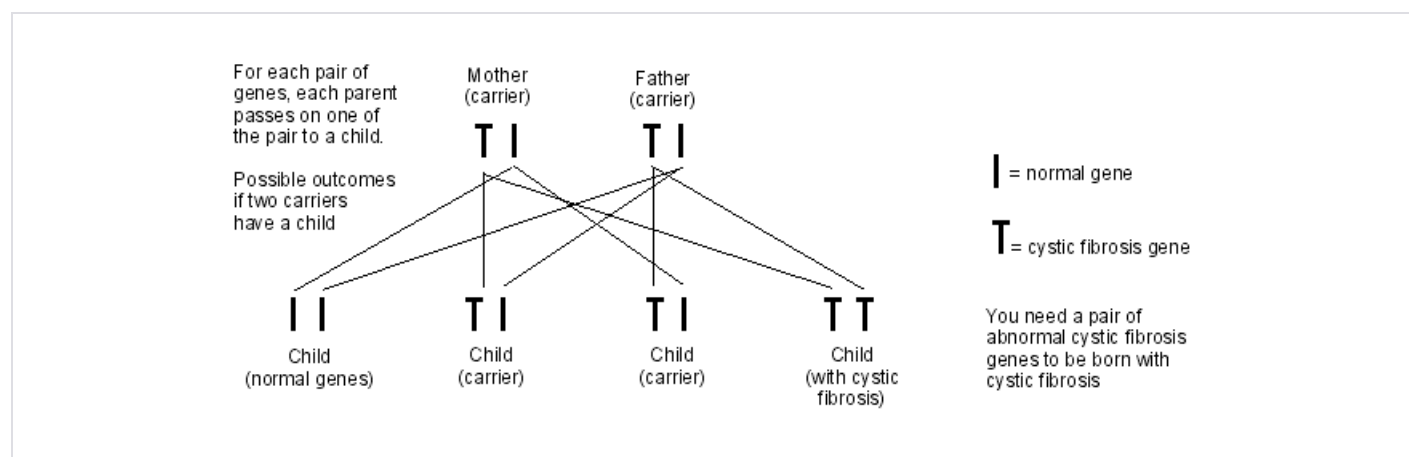 For each pair of
genes, each parent
passes on one of
the pair to a child.
Possible outcomes
if two carriers
have a child
Mother
(carrier)
Father
(carrier)
T I
T I
I = normal gene
T = cystic fibrosis gene
I I
T I
T I
T T
Child
(normal genes)
Child
(carrier)
Child
(carrier)
Child
(with cystic
fibrosis)
You need a pair of
abnormal cystic fibrosis
genes to be born with
cystic fibrosis